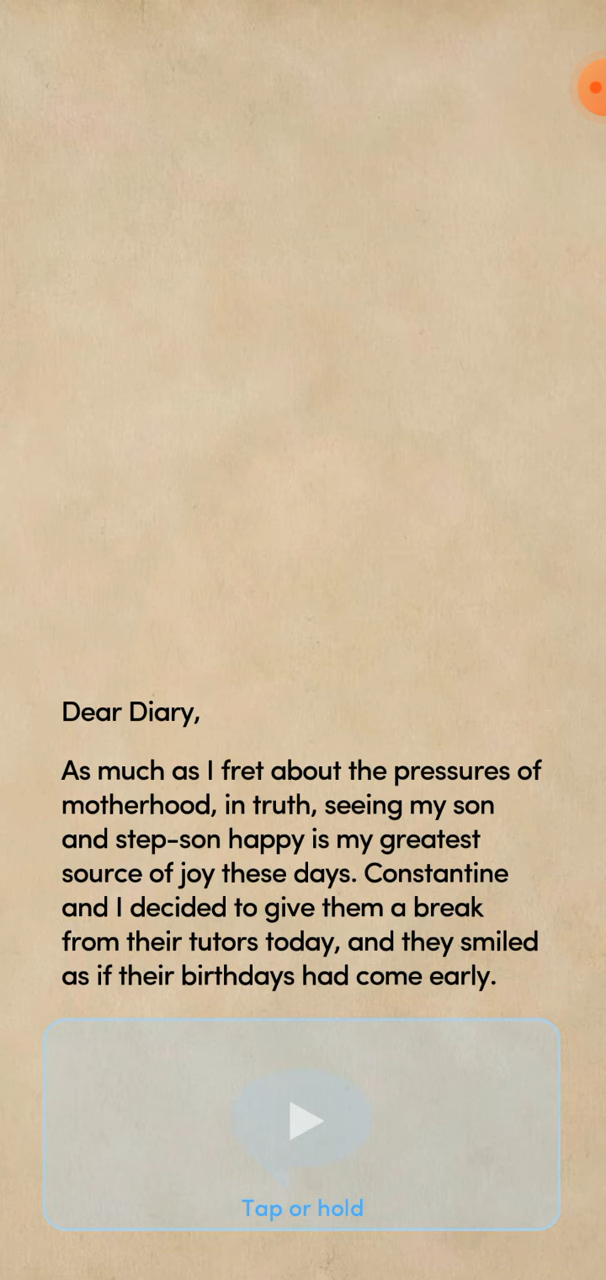 Dear Diary,
As much as I fret about the pressures of
motherhood, in truth, seeing my son
and step-son happy is my greatest
source of joy these days. Constantine
and I decided to give them a break
from their tutors today, and they smiled
as if their birthdays had come early.
Tap or hold